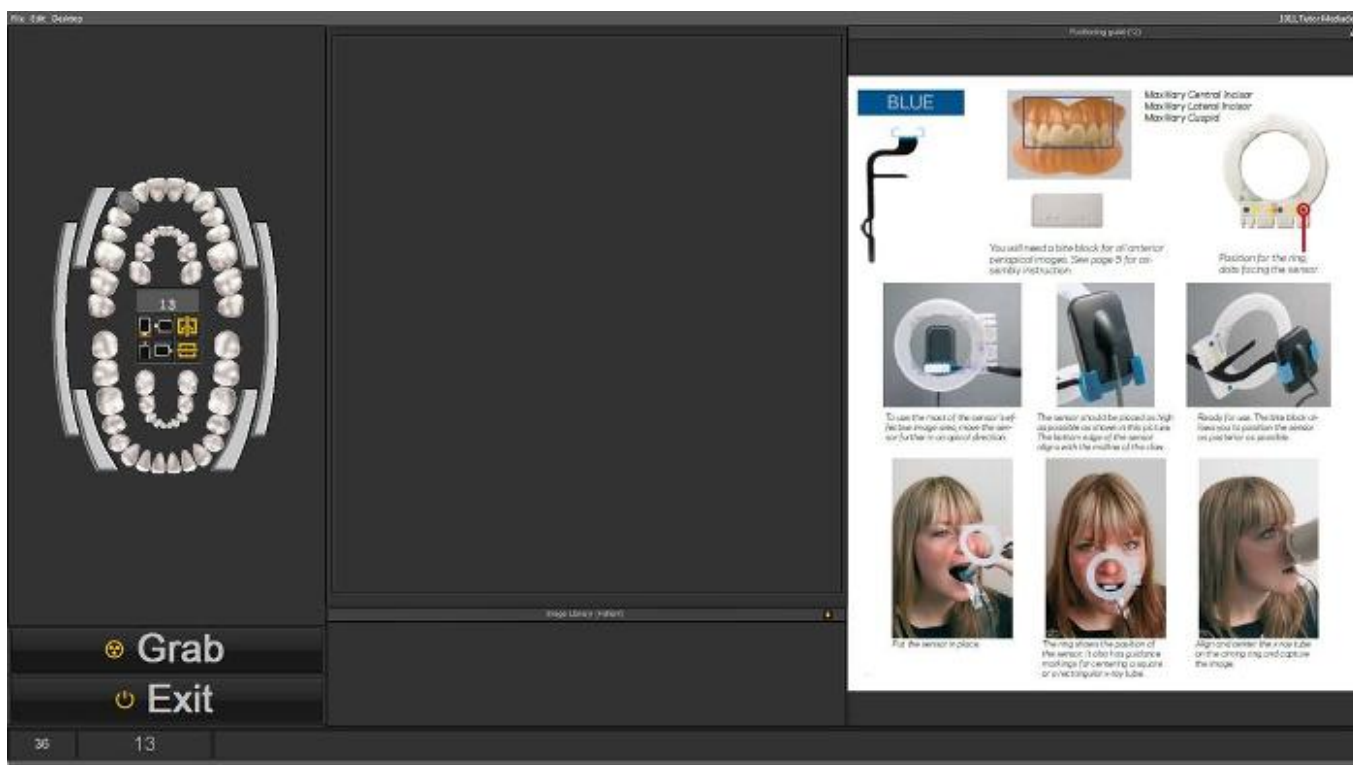 File Edit Desktop
Positioning guide (12)
BLUE
Maxillary Central Incisor
Maxillary Lateral Incisor
Maxillary Cuspid
You will need a bite block for all anterior
periapical images. See page 9 for as-
sembly instruction.
Position for the ring,
dots facing the sensor.
To use the most of the sensor's ef-
fective image area, move the sen-
sor further in an apical direction.
The sensor should be placed as high
as possible as shown in this picture.
The bottom edge of the sensor
aligns with the midline of the claw.
Ready for use. The bite block al-
lows you to position the sensor
as posterior as possible.
13
Put the sensor in place.
The ring shows the position of
the sensor. It also has guidance
markings for centering a square
or a rectangular x-ray tube.
Align and center the x-ray tube
on the aiming ring and capture
the image.
Image Library (Patient)
Grab
Exit
36 13